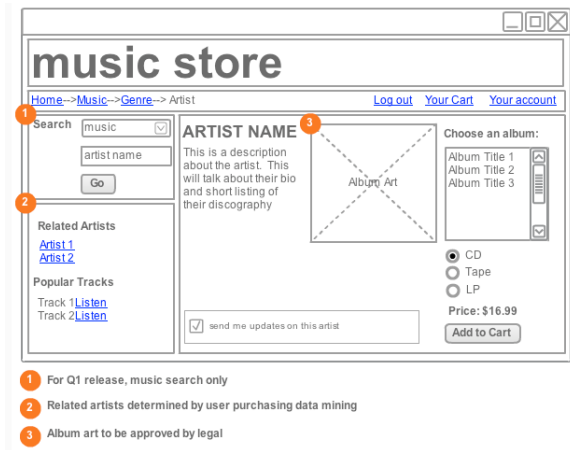 music store
Home-->Music-->Genre--> Artist
Log out Your Cart Your account
1
Search music
artist name
Go
2
Related Artists
Artist 1
Artist 2
Popular Tracks
Track 1Listen
Track 2Listen
ARTIST NAME
This is a description
about the artist. This
will talk about their bio
and short listing of
their discography
3
Album Art
send me updates on this artist
Choose an album:
Album Title 1
Album Title 2
Album Title 3
CD
Tape
LP
Price: $16.99
Add to Cart
1 For Q1 release, music search only
2 Related artists determined by user purchasing data mining
3 Album art to be approved by legal